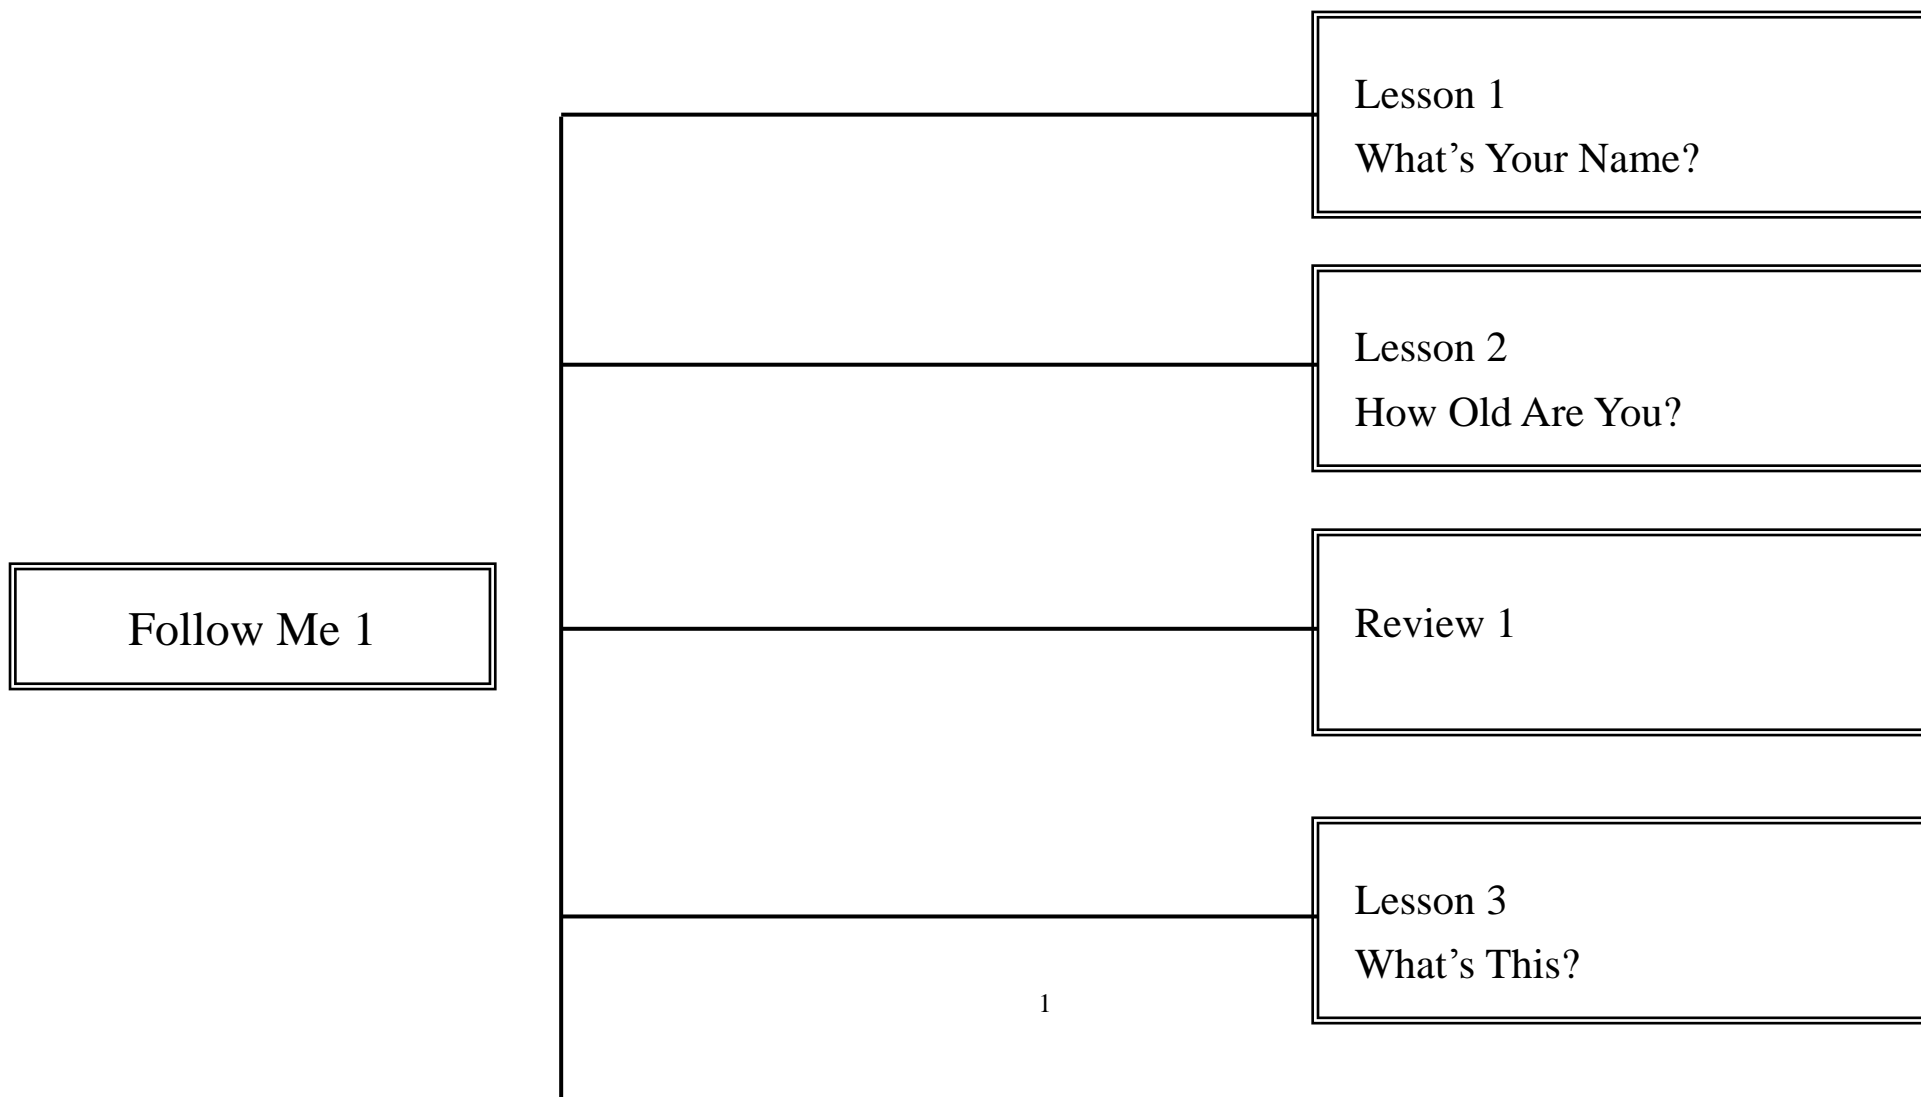 Lesson 1
What’s Your Name?
Lesson 2
How Old Are You?
Follow Me 1
Review 1
Lesson 3
What’s This?
1